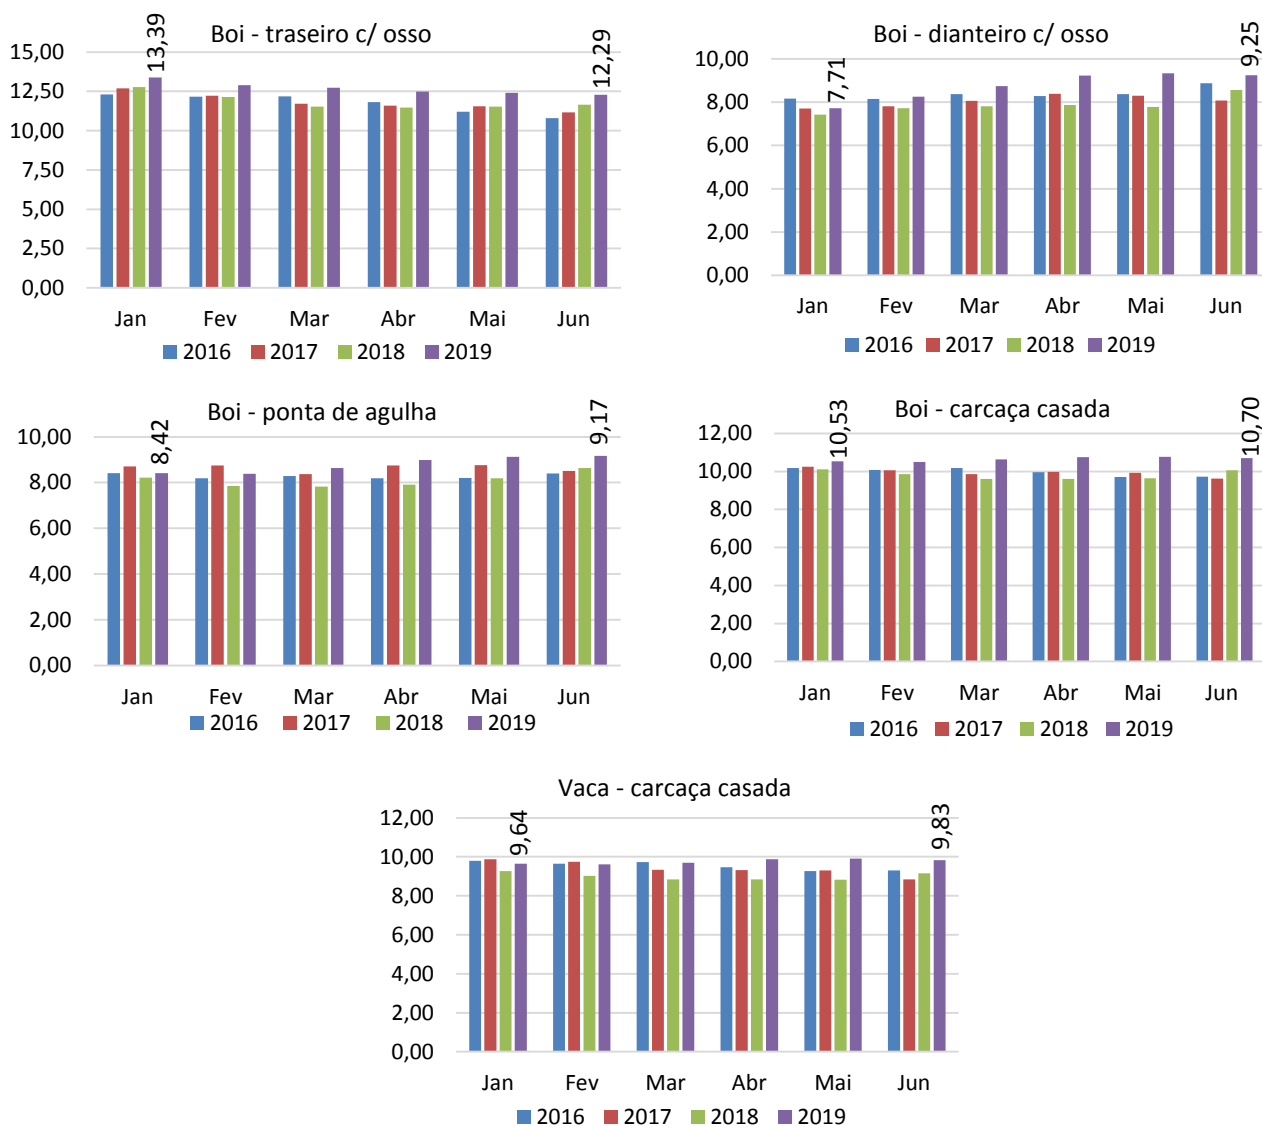 Boi - traseiro c/ osso
15,00
12,50
10,00
7,50
5,00
2,50
0,00
13,39
12,29
Jan Fev Mar Abr Mai Jun
2016 2017 2018 2019
Boi - dianteiro c/ osso
10,00
8,00
6,00
4,00
2,00
0,00
7,71
9,25
Jan Fev Mar Abr Mai Jun
2016 2017 2018 2019
Boi - ponta de agulha
10,00
8,00
6,00
4,00
2,00
0,00
8,42
9,17
Jan Fev Mar Abr Mai Jun
2016 2017 2018 2019
Boi - carcaça casada
12,00
10,00
8,00
6,00
4,00
2,00
0,00
10,53
10,70
Jan Fev Mar Abr Mai Jun
2016 2017 2018 2019
Vaca - carcaça casada
12,00
10,00
8,00
6,00
4,00
2,00
0,00
9,64
9,83
Jan Fev Mar Abr Mai Jun
2016 2017 2018 2019